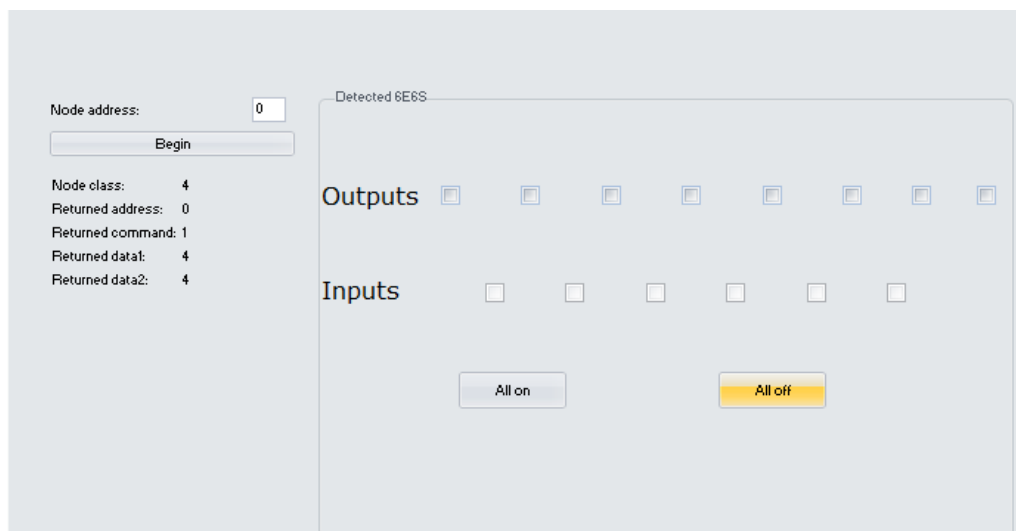 Node address: 0
Begin
Node class: 4
Returned address: 0
Returned command: 1
Returned data1: 4
Returned data2: 4
Detected 6E6S
Outputs
Inputs
All on
All off